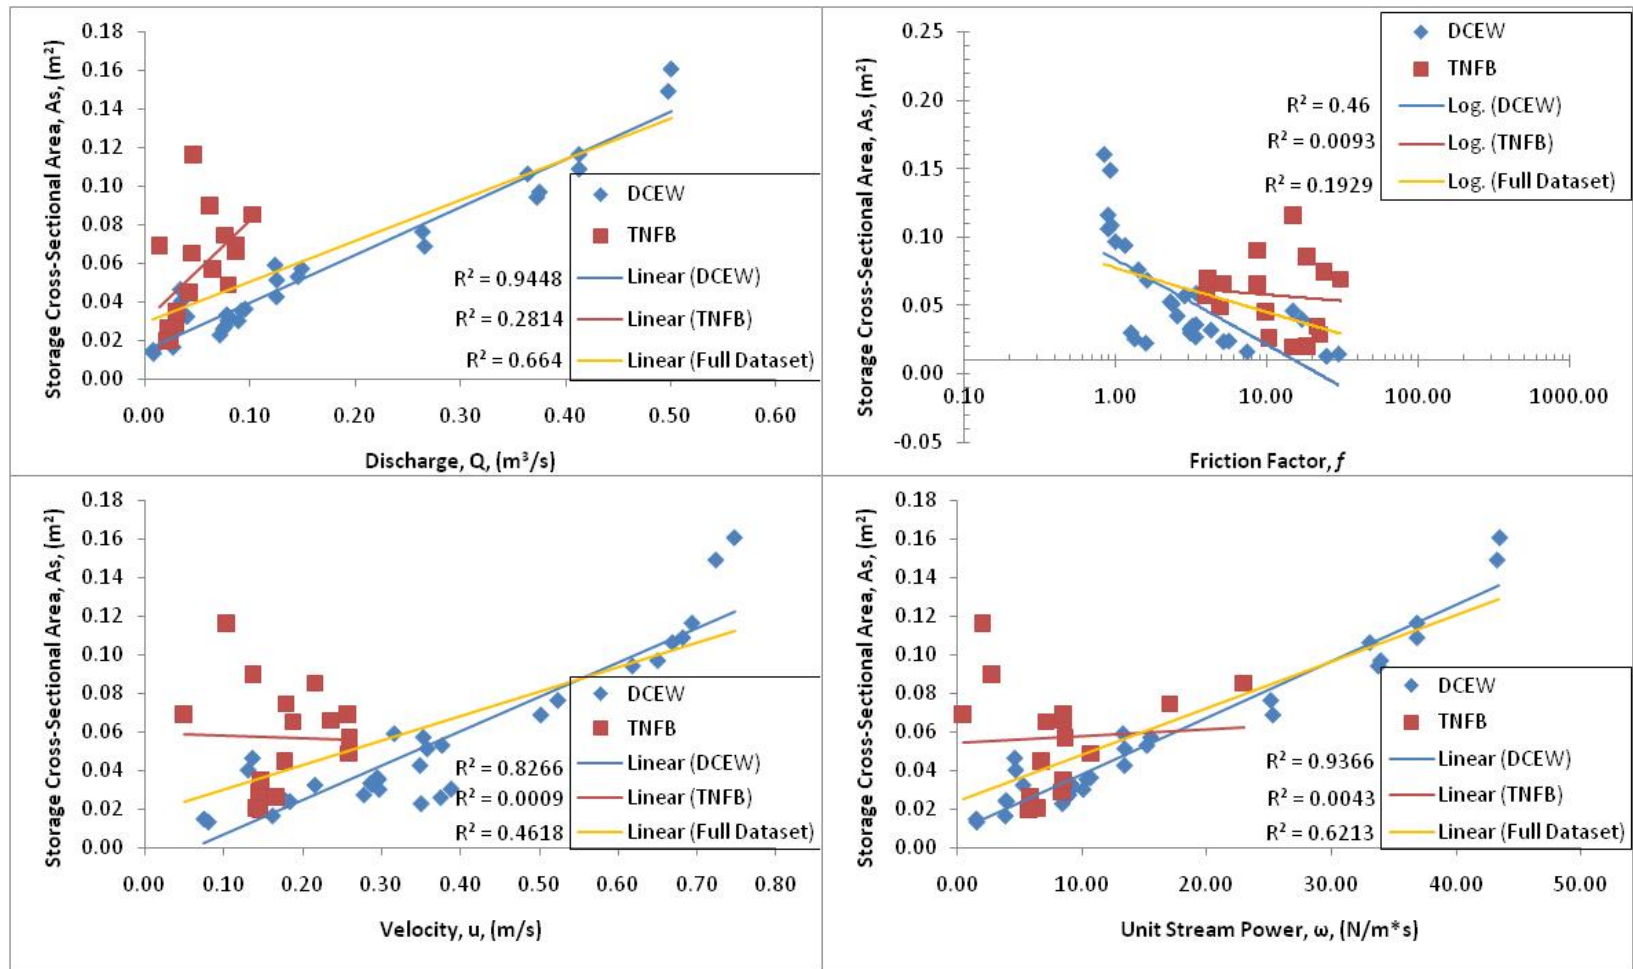 0.18
0.16
0.14
0.12
0.10
0.08
0.06
0.04
0.02
0.00
Storage Cross-Sectional Area, As, (m²)
0.00 0.10 0.20 0.30 0.40 0.50 0.60
Discharge, Q, (m³/s)
R² = 0.9448
R² = 0.2814
R² = 0.664
DCEW
TNFB
Linear (DCEW)
Linear (TNFB)
Linear (Full Dataset)
0.25
0.20
0.15
0.10
0.05
0.00
-0.05
Storage Cross-Sectional Area, As, (m²)
0.10 1.00 10.00 100.00 1000.00
Friction Factor, f
R² = 0.46
R² = 0.0093
R² = 0.1929
DCEW
TNFB
Log. (DCEW)
Log. (TNFB)
Log. (Full Dataset)
0.18
0.16
0.14
0.12
0.10
0.08
0.06
0.04
0.02
0.00
Storage Cross-Sectional Area, As, (m²)
0.00 0.10 0.20 0.30 0.40 0.50 0.60 0.70 0.80
Velocity, u, (m/s)
R² = 0.8266
R² = 0.0009
R² = 0.4618
DCEW
TNFB
Linear (DCEW)
Linear (TNFB)
Linear (Full Dataset)
0.18
0.16
0.14
0.12
0.10
0.08
0.06
0.04
0.02
0.00
Storage Cross-Sectional Area, As, (m²)
0.00 10.00 20.00 30.00 40.00 50.00
Unit Stream Power, ω, (N/m*s)
R² = 0.9366
R² = 0.0043
R² = 0.6213
DCEW
TNFB
Linear (DCEW)
Linear (TNFB)
Linear (Full Dataset)